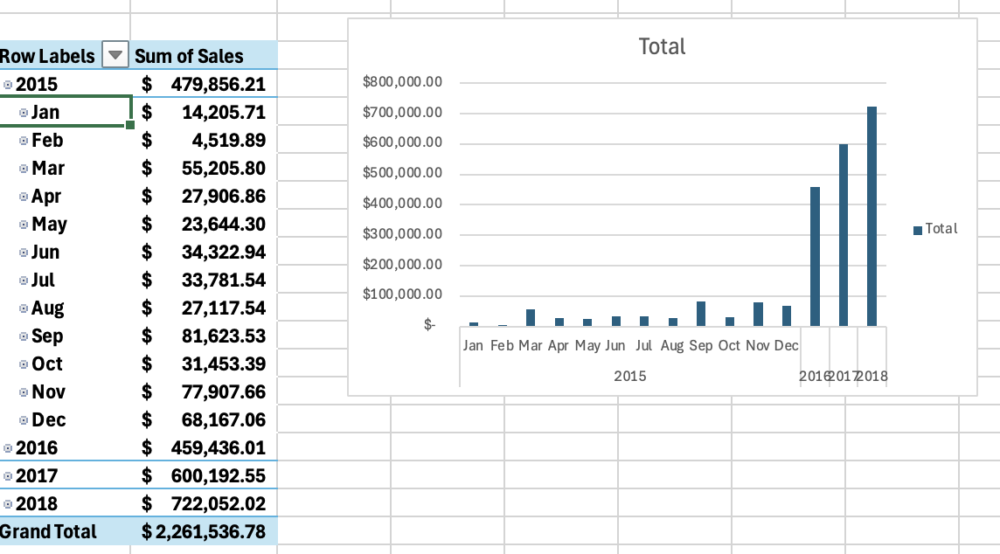 Row Labels Sum of Sales
2015 $ 479,856.21
Jan $ 14,205.71
Feb $ 4,519.89
Mar $ 55,205.80
Apr $ 27,906.86
May $ 23,644.30
Jun $ 34,322.94
Jul $ 33,781.54
Aug $ 27,117.54
Sep $ 81,623.53
Oct $ 31,453.39
Nov $ 77,907.66
Dec $ 68,167.06
2016 $ 459,436.01
2017 $ 600,192.55
2018 $ 722,052.02
Grand Total $ 2,261,536.78
Total
$800,000.00
$700,000.00
$600,000.00
$500,000.00
$400,000.00
$300,000.00
$200,000.00
$100,000.00
$-
Jan Feb Mar Apr May Jun Jul Aug Sep Oct Nov Dec
2015 2016 2017 2018
Total